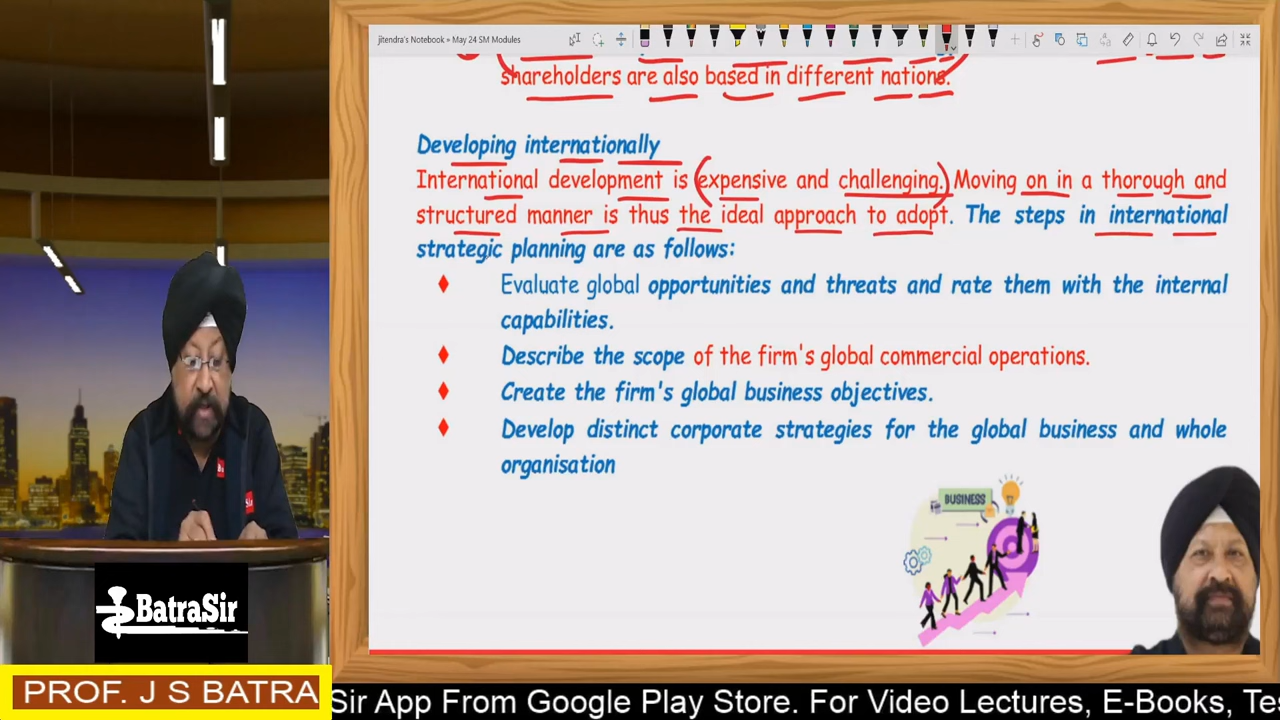 jitendra's Notebook » May 24 SM Modules
shareholders are also based in different nations.
Developing internationally
International development is expensive and challenging. Moving on in a thorough and
structured manner is thus the ideal approach to adopt. The steps in international
strategic planning are as follows:
Evaluate global opportunities and threats and rate them with the internal
capabilities.
Describe the scope of the firm's global commercial operations.
Create the firm's global business objectives.
Develop distinct corporate strategies for the global business and whole
organisation
BUSINESS
BatraSir
PROF. J S BATRA
Sir App From Google Play Store. For Video Lectures, E-Books, Tes